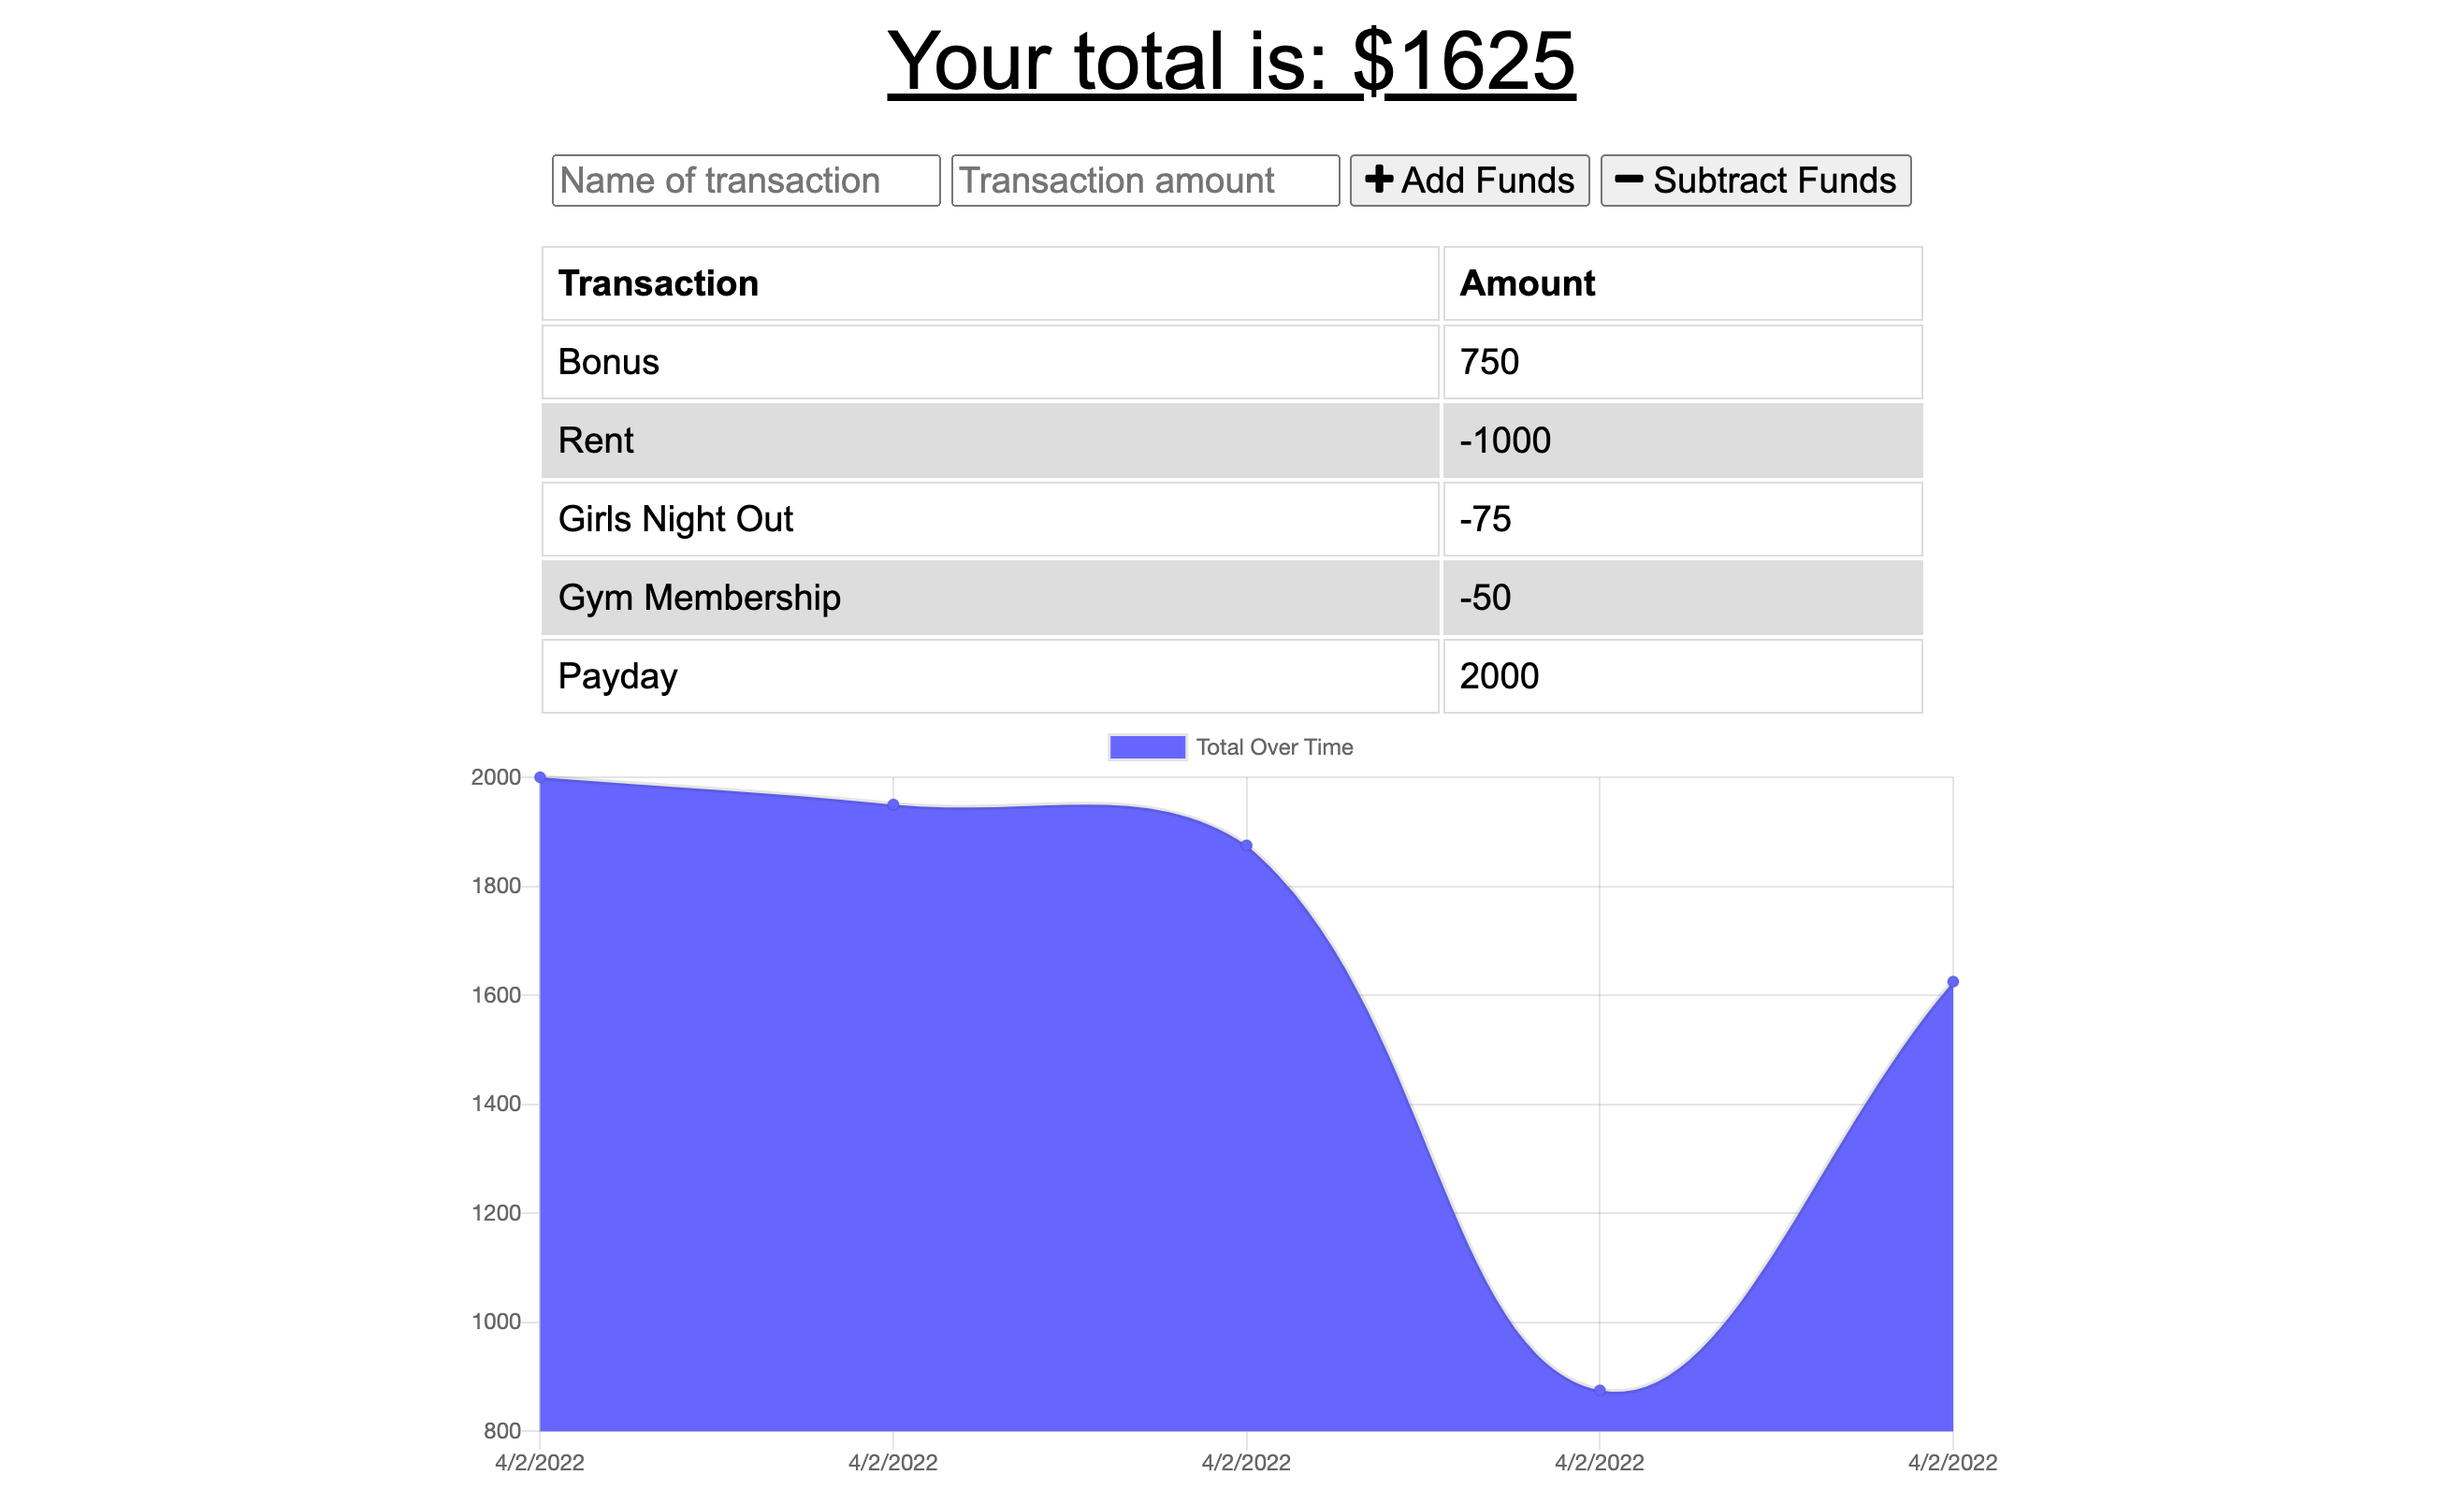 Your total is: $1625
Name of transaction Transaction amount Add Funds Subtract Funds
Transaction Amount
Bonus 750
Rent -1000
Girls Night Out -75
Gym Membership -50
Payday 2000
Total Over Time
2000
1800
1600
1400
1200
1000
800
4/2/2022 4/2/2022 4/2/2022 4/2/2022 4/2/2022